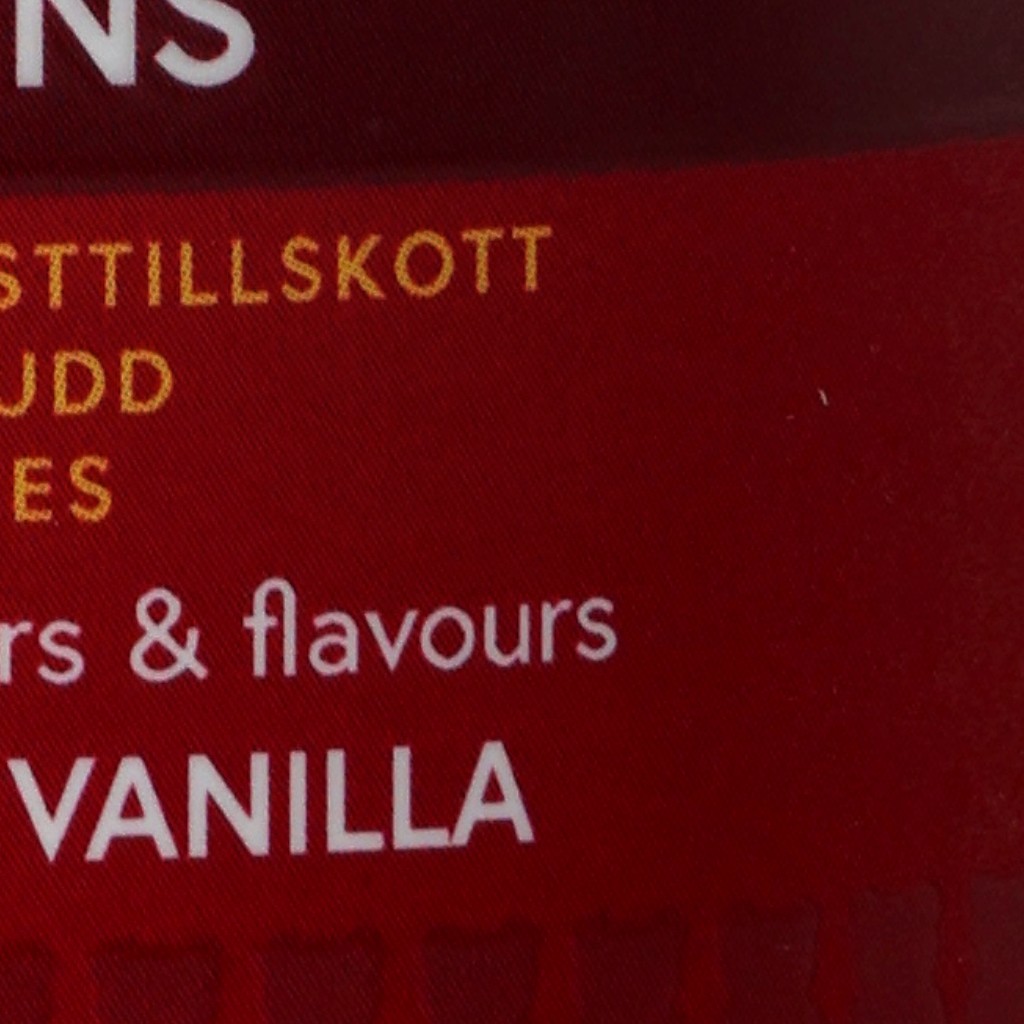 NS
STTILLSKOTT
UDD
ES
rs & flavours
VANILLA